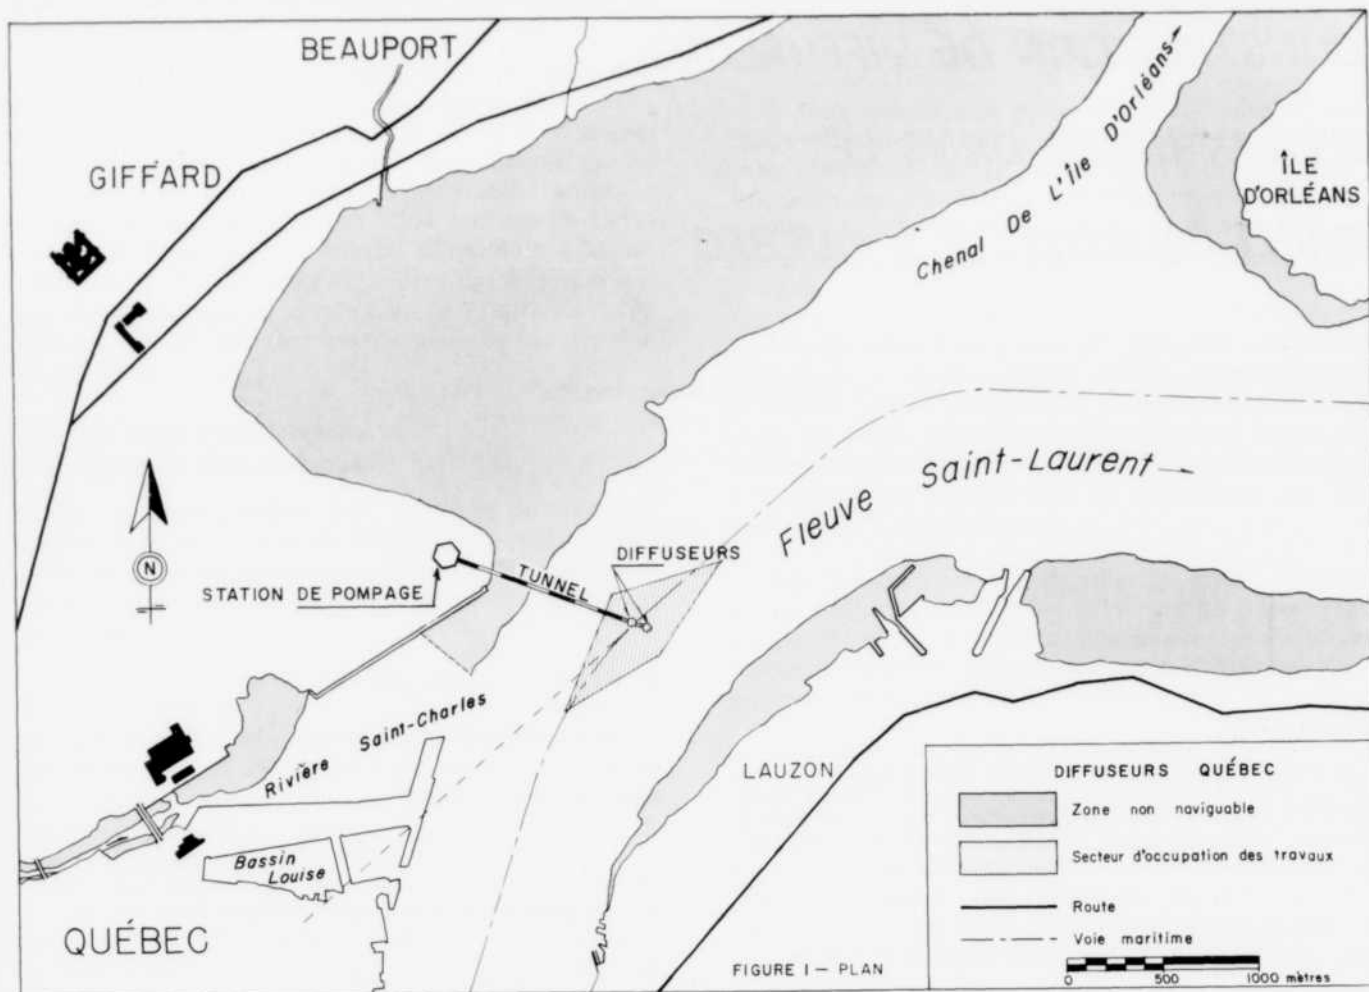 BEAUPORT
GIFFARD
Chenal De L'Île D'Orléans
ÎLE
D'ORLÉANS
Fleuve Saint-Laurent
N
STATION DE POMPAGE
TUNNEL
DIFFUSEURS
Rivière Saint-Charles
LAUZON
Bassin
Louise
QUÉBEC
DIFFUSEURS QUÉBEC
Zone non naviguable
Secteur d'occupation des travaux
Route
Voie maritime
0 500 1000 mètres
FIGURE 1 — PLAN